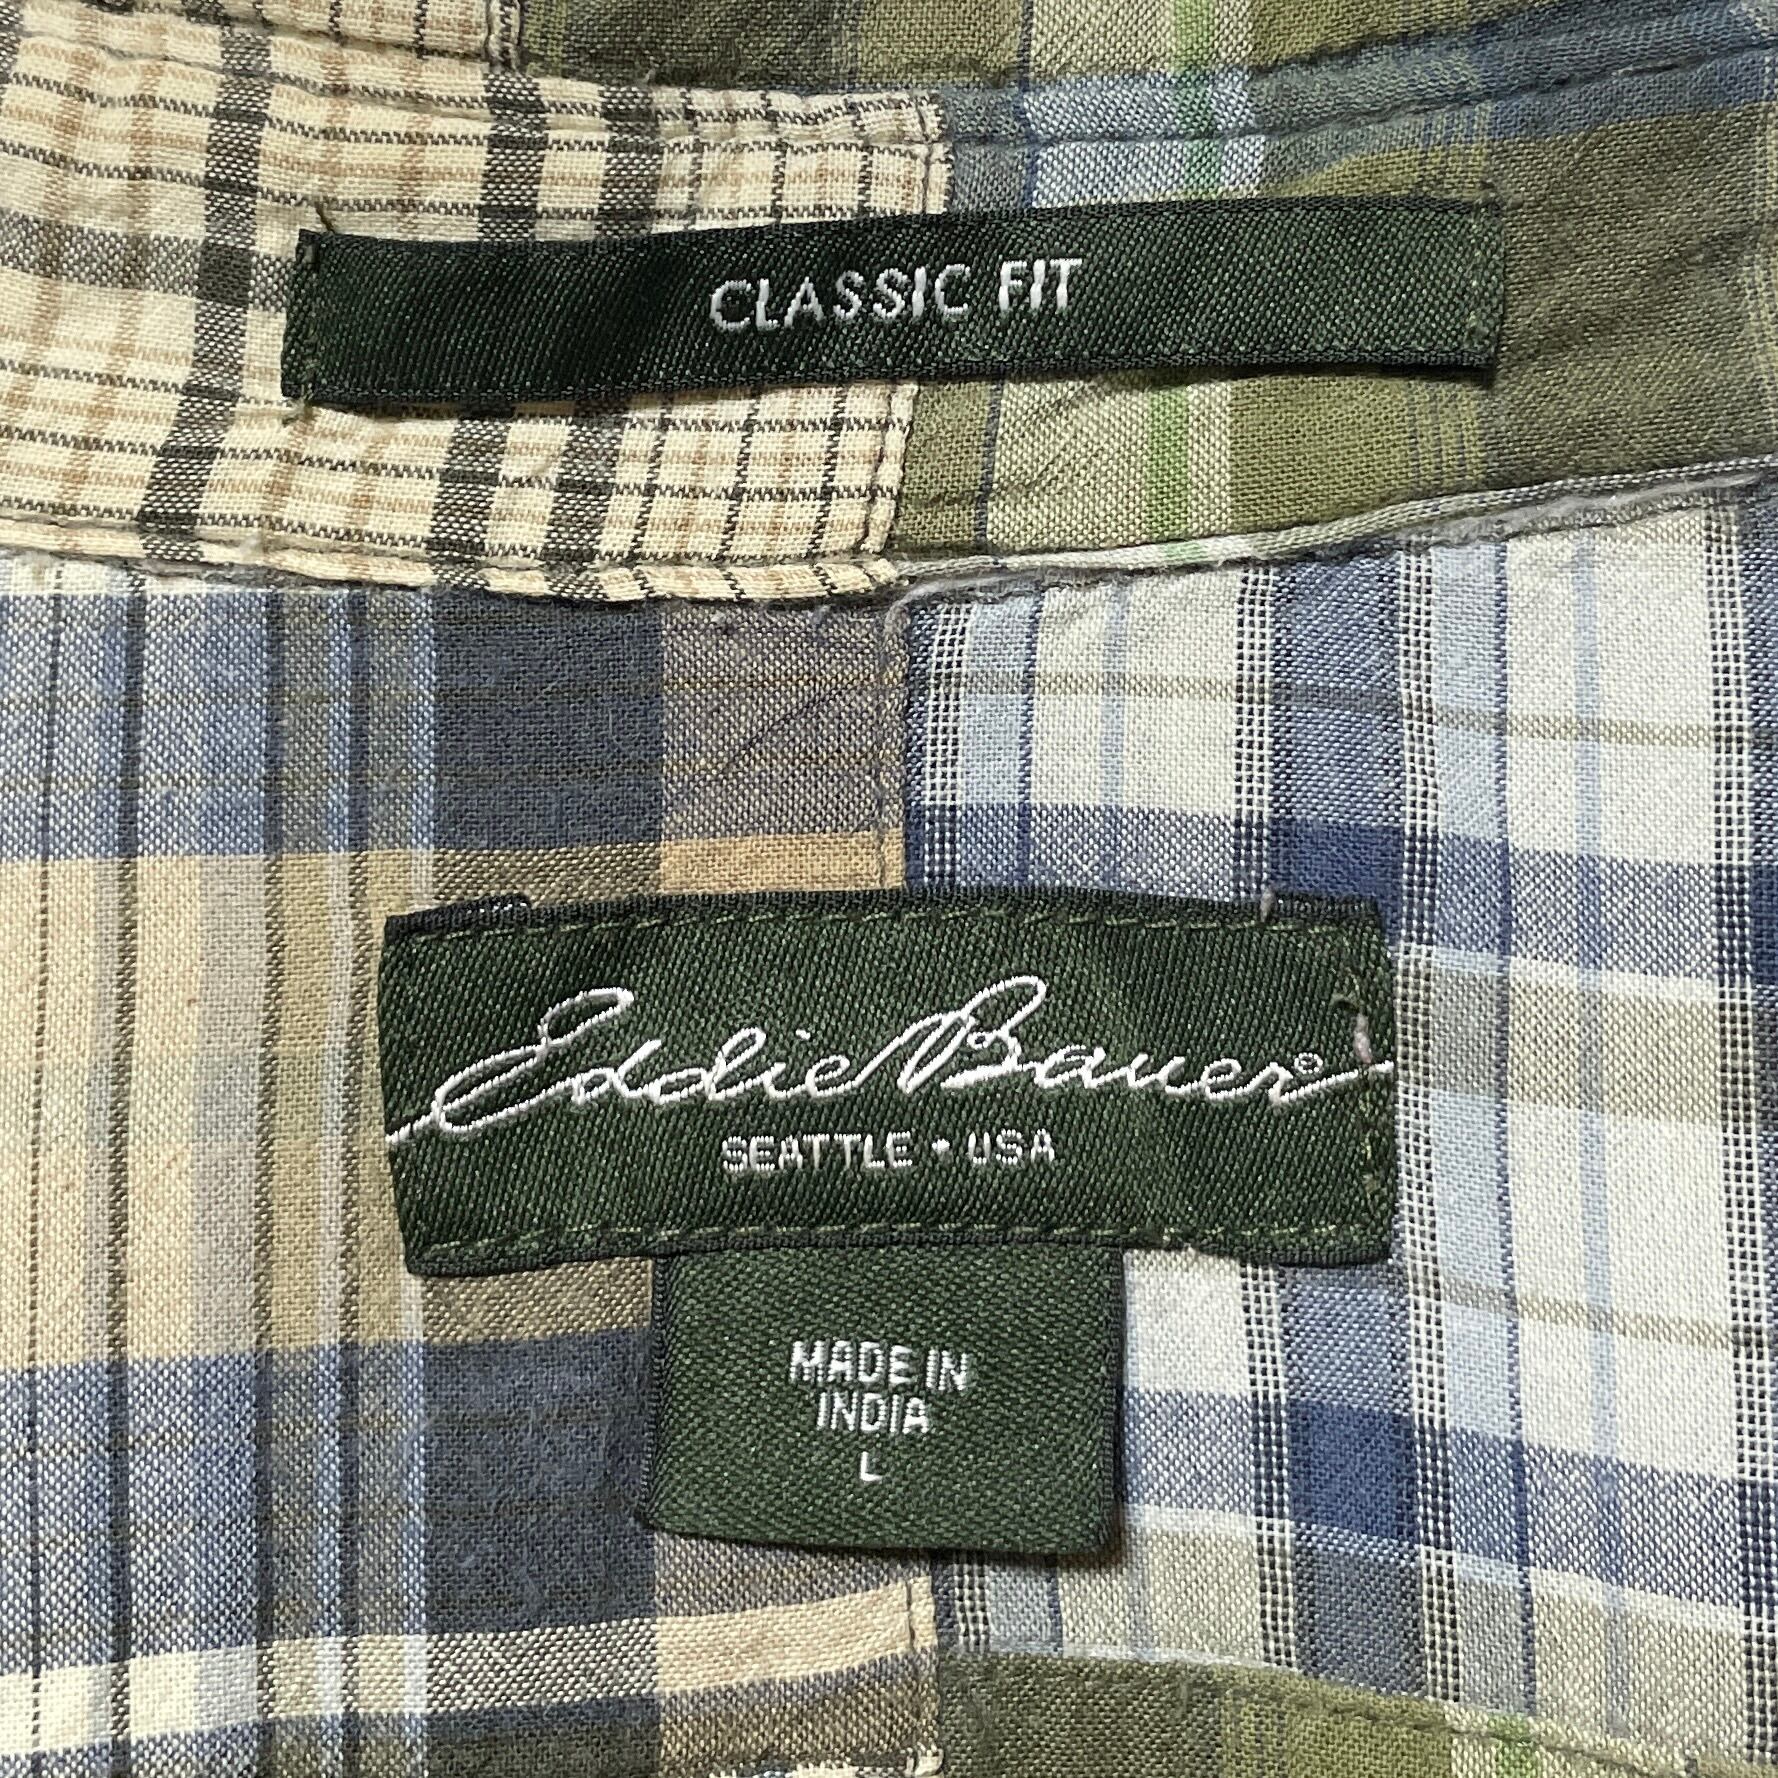 CLASSIC FIT
Eddie Bauer®
SEATTLE • USA
MADE IN
INDIA
L